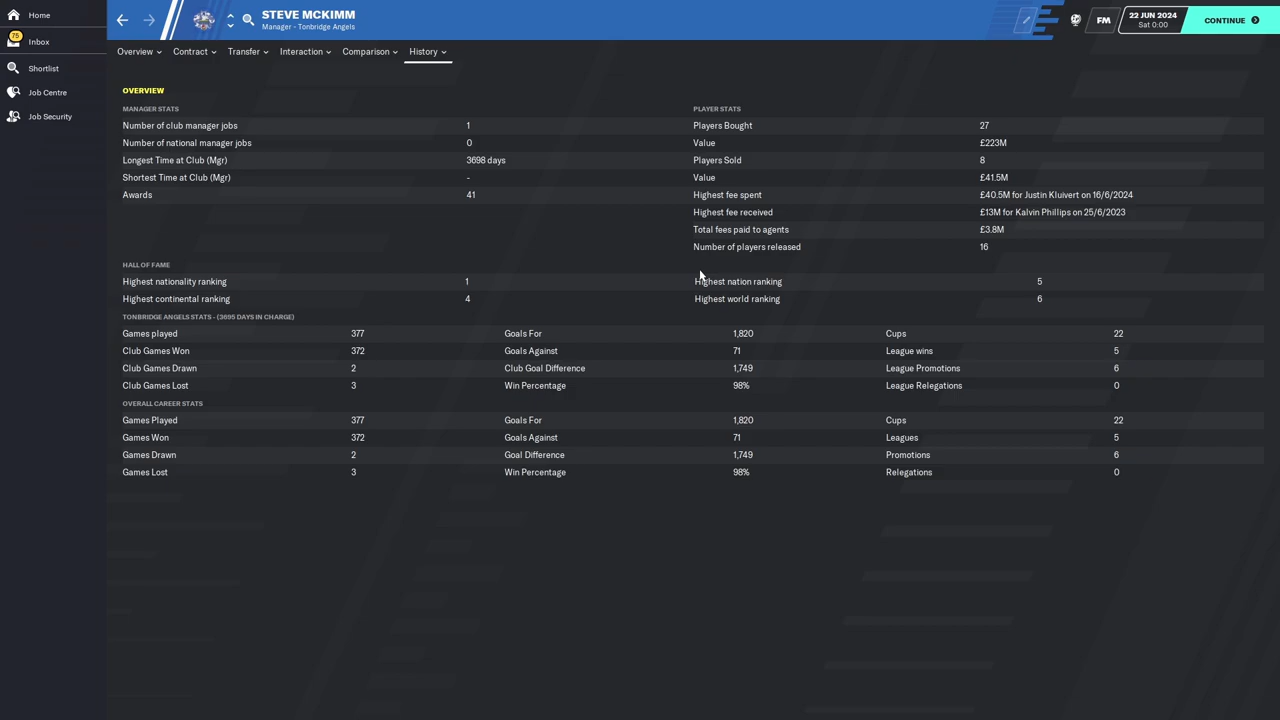 Home
STEVE MCKIMM
Manager - Tonbridge Angels
FM
22 JUN 2024
Sat 0:00
CONTINUE
75
Inbox
Shortlist
Job Centre
Job Security
Overview Contract Transfer Interaction Comparison History
OVERVIEW
MANAGER STATS
Number of club manager jobs 1
Number of national manager jobs 0
Longest Time at Club (Mgr) 3698 days
Shortest Time at Club (Mgr) -
Awards 41
PLAYER STATS
Players Bought 27
Value £223M
Players Sold 8
Value £41.5M
Highest fee spent £40.5M for Justin Kluivert on 16/6/2024
Highest fee received £13M for Kalvin Phillips on 25/6/2023
Total fees paid to agents £3.8M
Number of players released 16
HALL OF FAME
Highest nationality ranking 1 Highest nation ranking 5
Highest continental ranking 4 Highest world ranking 6
TONBRIDGE ANGELS STATS - (3695 DAYS IN CHARGE)
Games played 377 Goals For 1,820 Cups 22
Club Games Won 372 Goals Against 71 League wins 5
Club Games Drawn 2 Club Goal Difference 1,749 League Promotions 6
Club Games Lost 3 Win Percentage 98% League Relegations 0
OVERALL CAREER STATS
Games Played 377 Goals For 1,820 Cups 22
Games Won 372 Goals Against 71 Leagues 5
Games Drawn 2 Goal Difference 1,749 Promotions 6
Games Lost 3 Win Percentage 98% Relegations 0